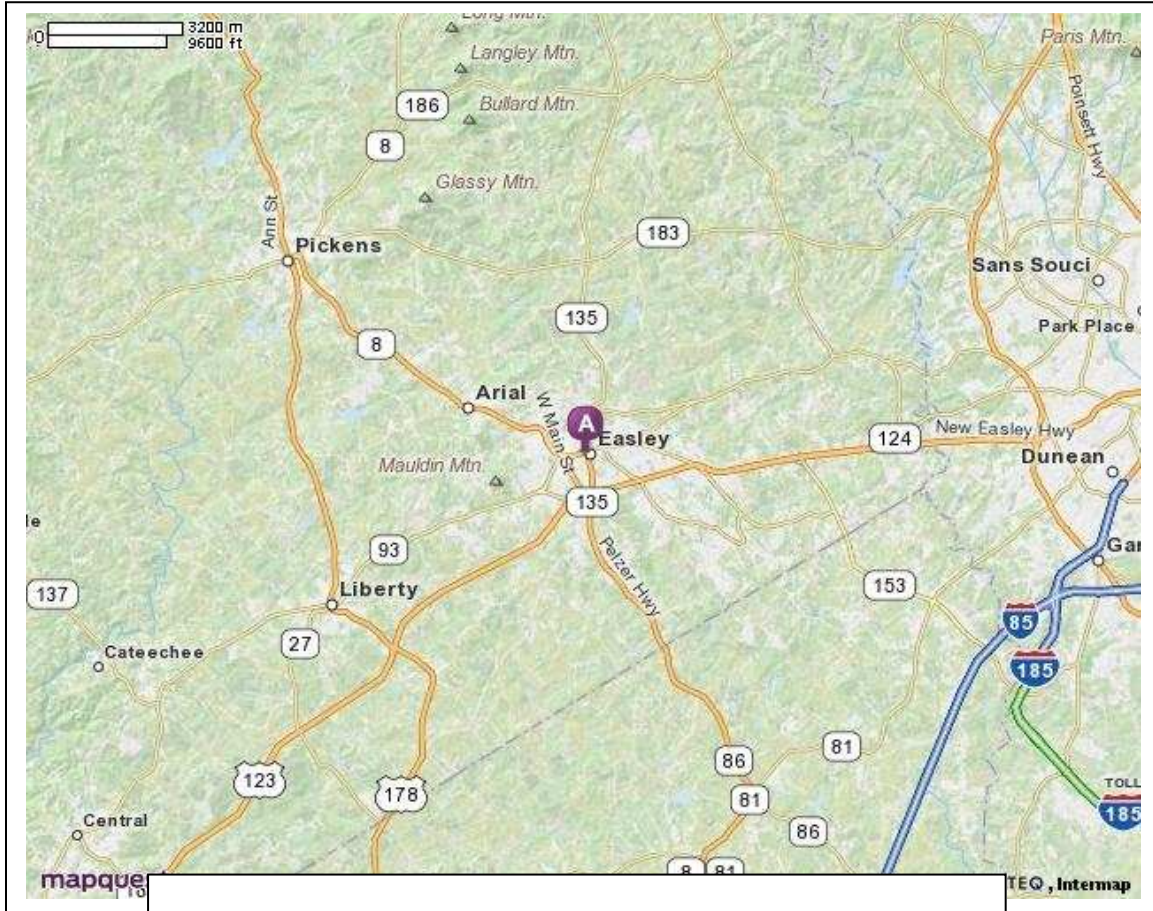 0
3200 m
9600 ft
Long Mtn.
Langley Mtn.
Paris Mtn.
186
Bullard Mtn.
Poinsett Hwy
8
Glassy Mtn.
Ann St
183
Pickens
Sans Souci
135
Park Place
8
Arial
W Main St
A
Easley
124
New Easley Hwy
Dunean
Mauldin Mtn.
135
93
Pelzer Hwy
Gar
137
Liberty
153
85
27
Cateechee
185
86
81
123
178
81
TOLL
185
Central
86
8
81
mapque
TEQ , Intermap